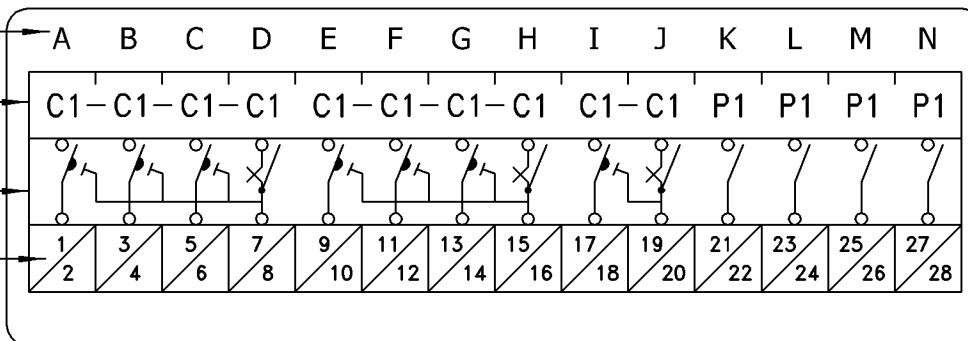 A B C D E F G H I J K L M N
C1-C1-C1-C1 C1-C1-C1-C1 C1-C1 P1 P1 P1 P1
1 3 5 7 9 11 13 15 17 19 21 23 25 27
2 4 6 8 10 12 14 16 18 20 22 24 26 28